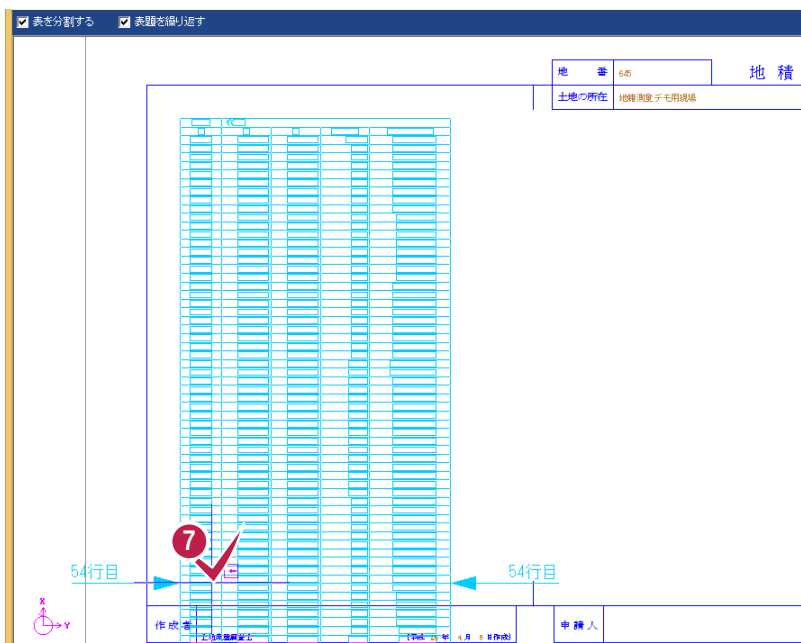 表を分割する 表題を繰り返す
地 番 645 地 積
土地の所在 地籍測量デモ用現場
7
54行目 54行目
X
Y
作成者 年 4 月 日作成 申請人